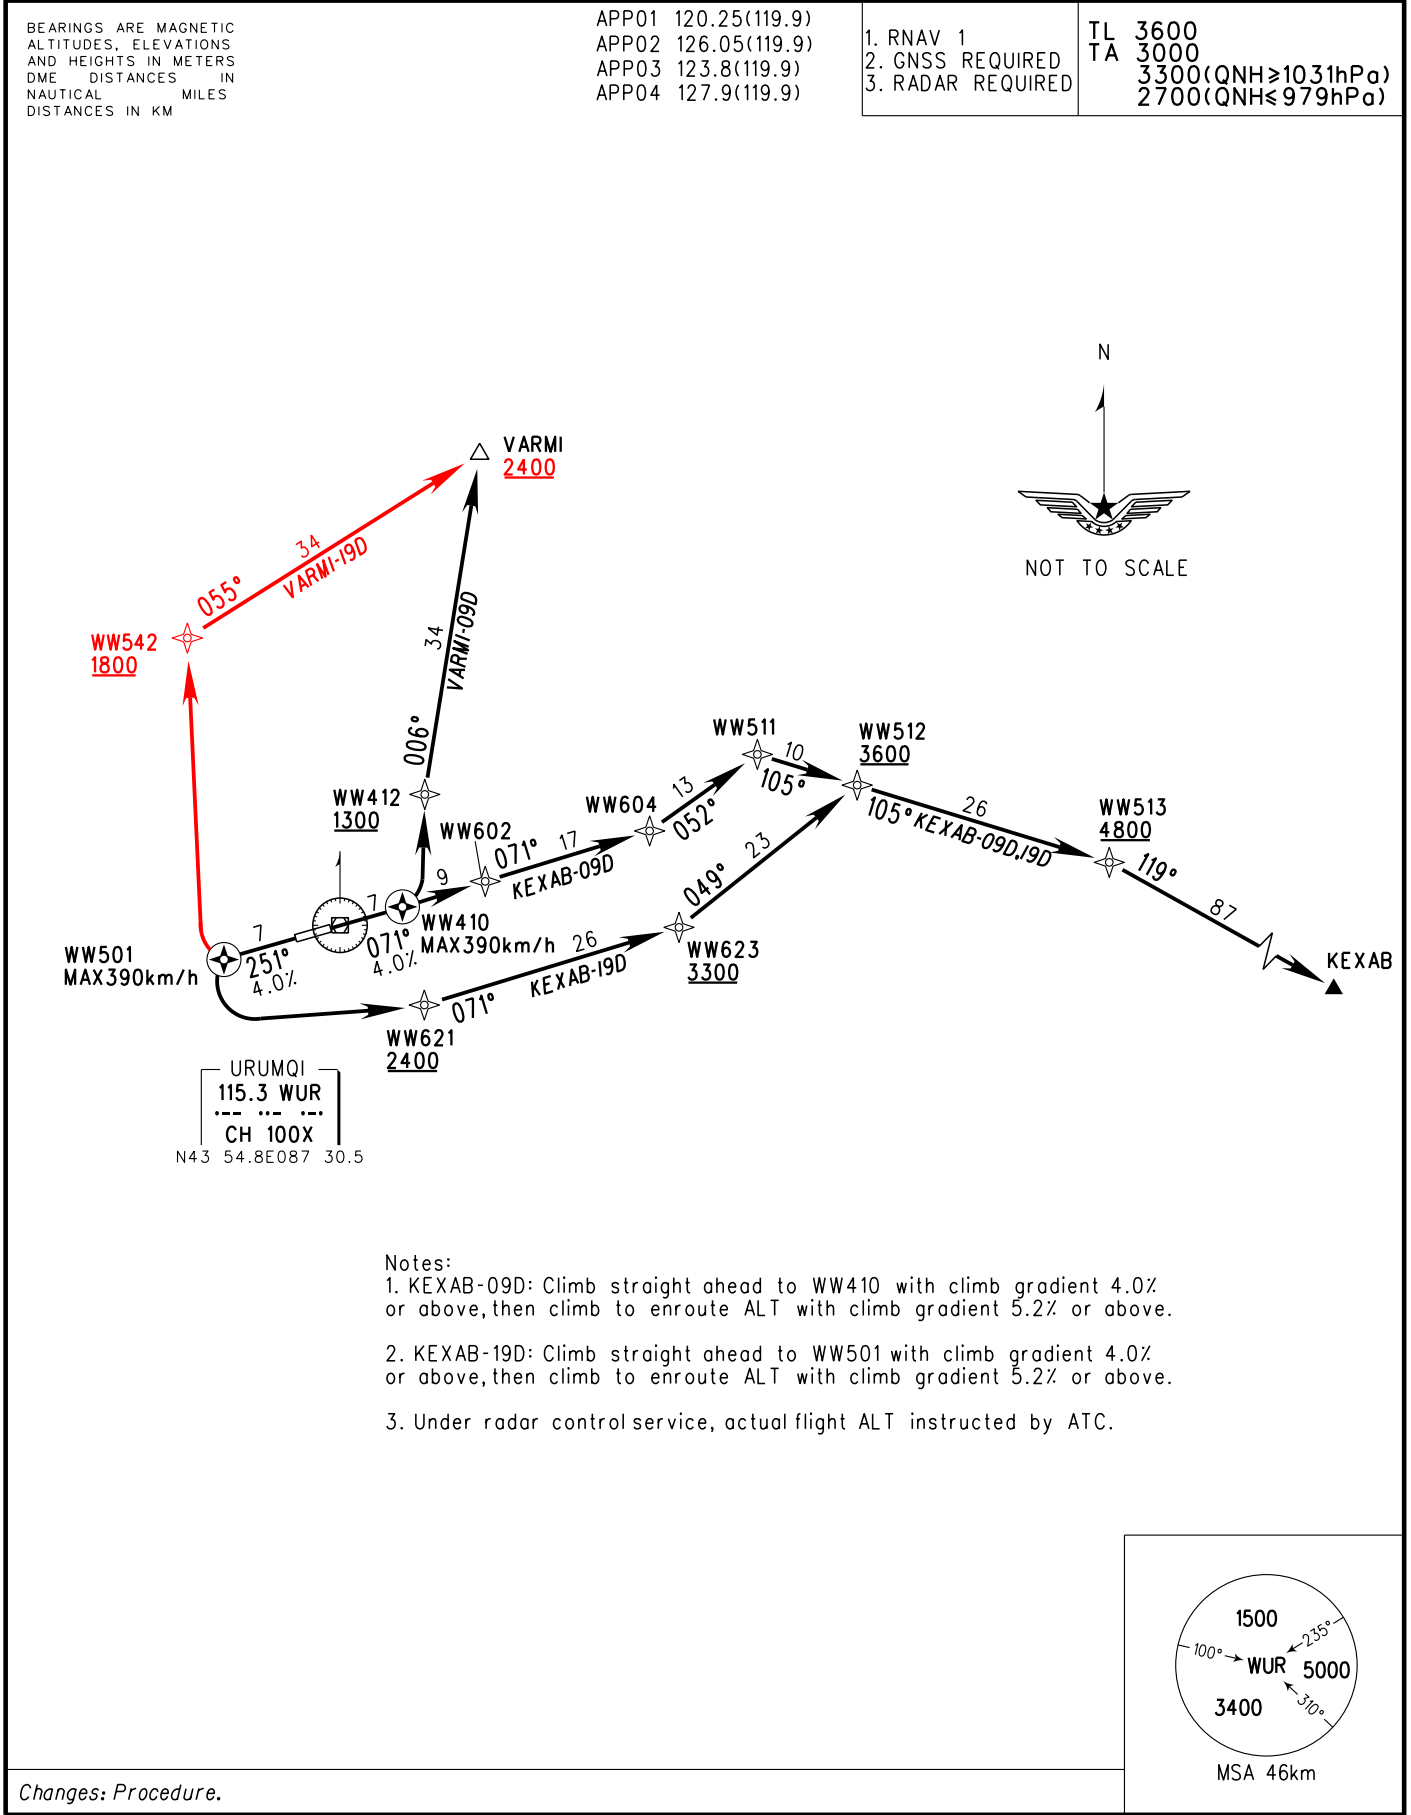 BEARINGS ARE MAGNETIC
ALTITUDES, ELEVATIONS
AND HEIGHTS IN METERS
DME DISTANCES IN
NAUTICAL MILES
DISTANCES IN KM
APP01 120.25(119.9)
APP02 126.05(119.9)
APP03 123.8(119.9)
APP04 127.9(119.9)
1. RNAV 1
2. GNSS REQUIRED
3. RADAR REQUIRED
TL 3600
TA 3000
3300(QNH≥1031hPa)
2700(QNH≤979hPa)
N
NOT TO SCALE
VARMI
2400
34
VARMI-19D
055°
WW542
1800
34
VARMI-09D
006°
WW412
1300
WW511
10
105°
WW512
3600
13
052°
WW604
WW602
071°
17
KEXAB-09D
26
105° KEXAB-09D,19D
WW513
4800
119°
87
KEXAB
23
049°
9
7
7
WW410
MAX390km/h
071°
4.0%
WW501
MAX390km/h
251°
4.0%
26
KEXAB-19D
071°
WW623
3300
WW621
2400
URUMQI
115.3 WUR
·-- ··- ·-·
CH 100X
N43 54.8E087 30.5
Notes:
1. KEXAB-09D: Climb straight ahead to WW410 with climb gradient 4.0%
or above,then climb to enroute ALT with climb gradient 5.2% or above.
2. KEXAB-19D: Climb straight ahead to WW501 with climb gradient 4.0%
or above,then climb to enroute ALT with climb gradient 5.2% or above.
3. Under radar control service, actual flight ALT instructed by ATC.
1500
100°
235°
WUR
5000
3400
310°
MSA 46km
Changes: Procedure.